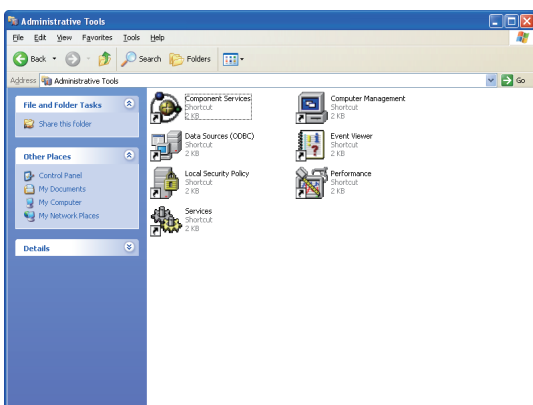 Administrative Tools
File Edit View Favorites Tools Help
Back Search Folders
Address Administrative Tools Go
File and Folder Tasks
Share this folder
Other Places
Control Panel
My Documents
My Computer
My Network Places
Details
Component Services
Shortcut
2 KB
Computer Management
Shortcut
2 KB
Data Sources (ODBC)
Shortcut
2 KB
Event Viewer
Shortcut
2 KB
Local Security Policy
Shortcut
2 KB
Performance
Shortcut
2 KB
Services
Shortcut
2 KB